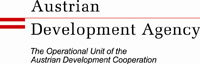 Austrian
Development Agency
The Operational Unit of the
Austrian Development Cooperation